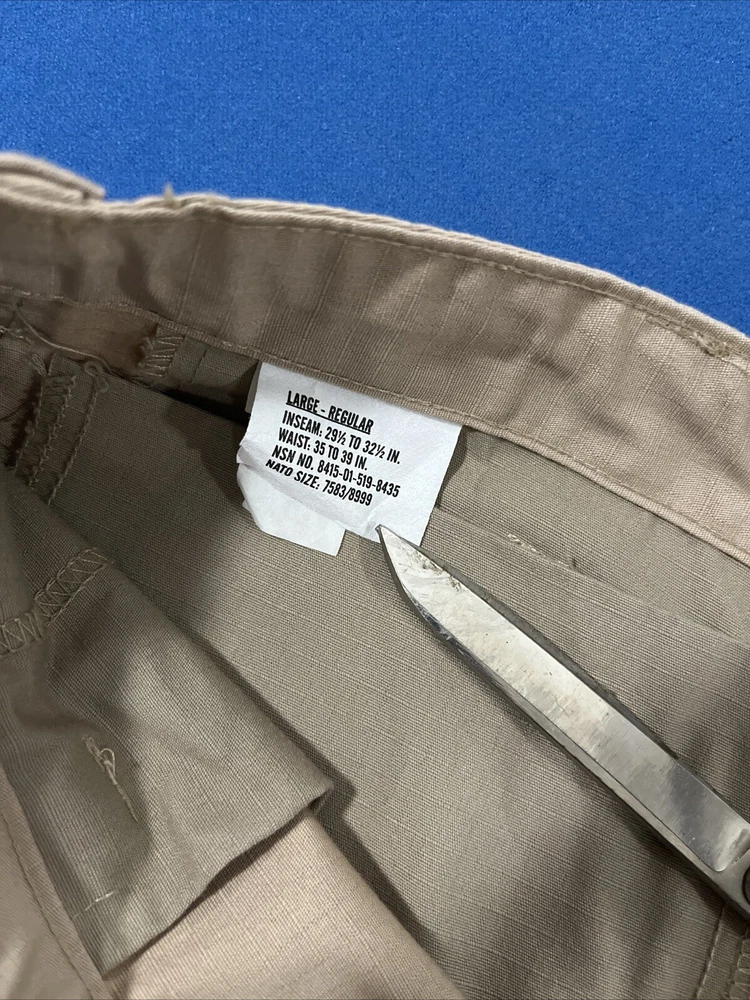 LARGE - REGULAR
INSEAM: 29½ TO 32½ IN.
WAIST: 35 TO 39 IN.
NSN NO. 8415-01-519-8435
NATO SIZE: 7583/8999